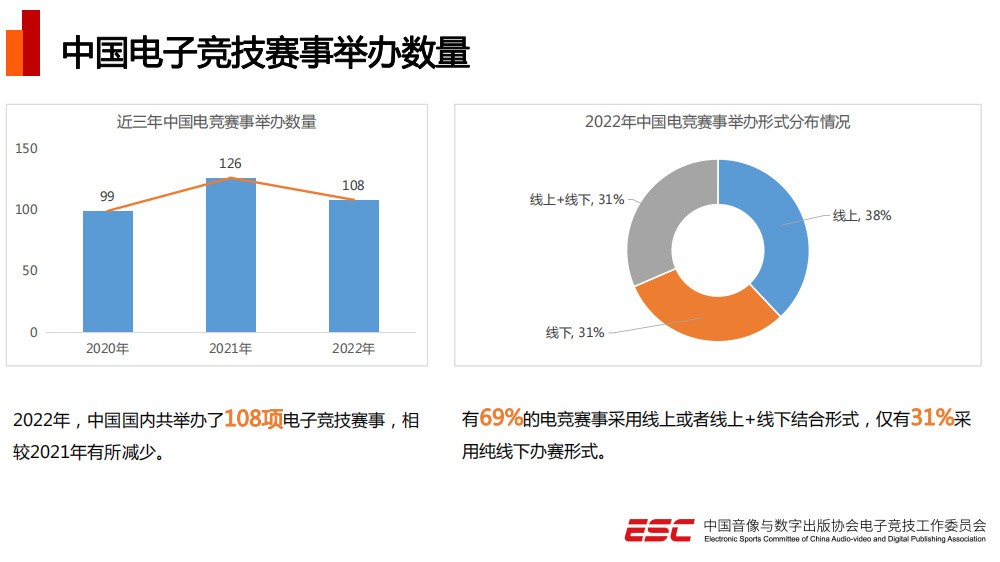 中国电子竞技赛事举办数量
近三年中国电竞赛事举办数量
150
100
50
0
99
126
108
2020年
2021年
2022年
2022年中国电竞赛事举办形式分布情况
线上+线下, 31%
线上, 38%
线下, 31%
2022年，中国国内共举办了108项电子竞技赛事，相
较2021年有所减少。
有69%的电竞赛事采用线上或者线上+线下结合形式，仅有31%采
用纯线下办赛形式。
ESC
中国音像与数字出版协会电子竞技工作委员会
Electronic Sports Committee of China Audio-video and Digital Publishing Association